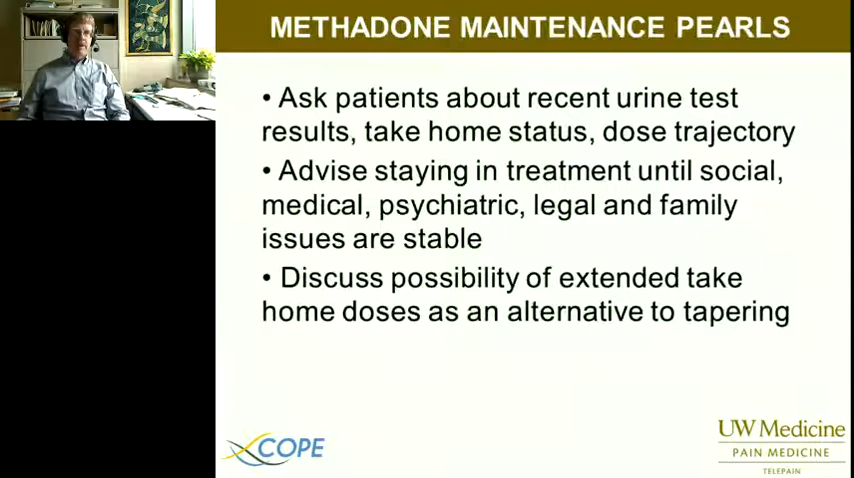 METHADONE MAINTENANCE PEARLS
• Ask patients about recent urine test
results, take home status, dose trajectory
• Advise staying in treatment until social,
medical, psychiatric, legal and family
issues are stable
• Discuss possibility of extended take
home doses as an alternative to tapering
COPE
UW Medicine
PAIN MEDICINE
TELEPAIN